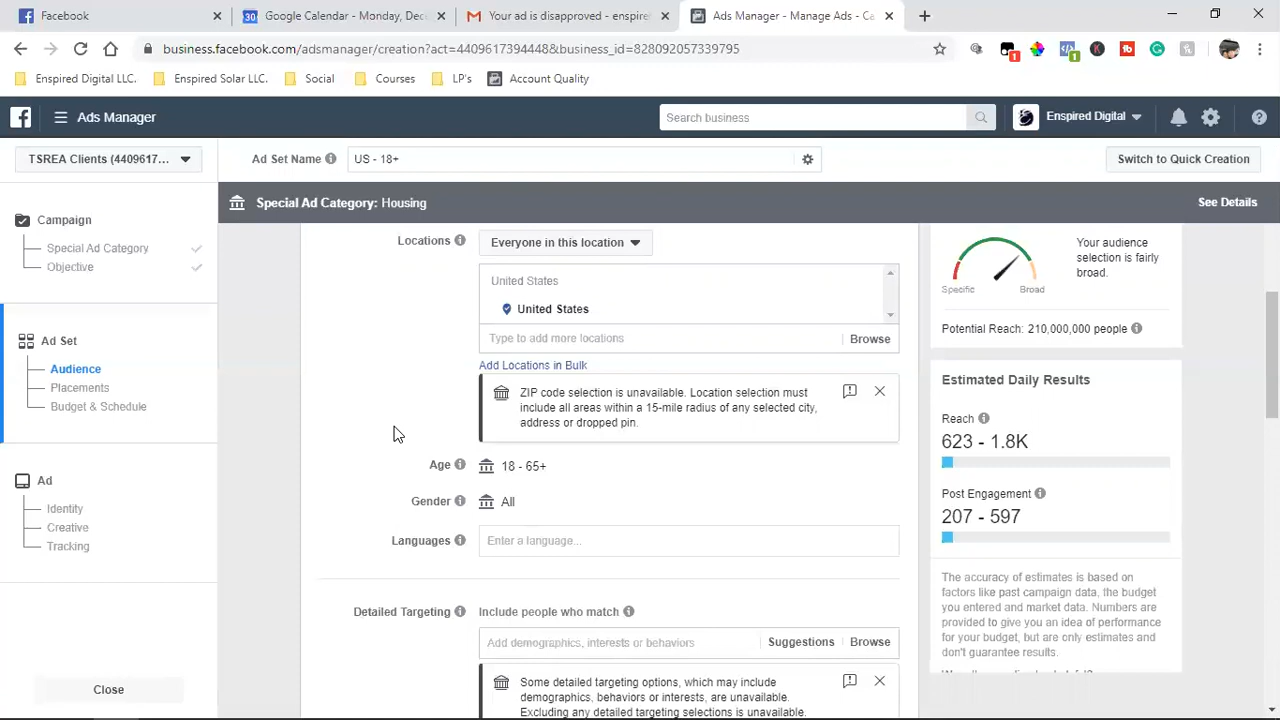 Facebook
30 Google Calendar - Monday, Dec
Your ad is disapproved - enspire
Ads Manager - Manage Ads - Ca
business.facebook.com/adsmanager/creation?act=4409617394448&business_id=828092057339795
1
1
Enspired Digital LLC.
Enspired Solar LLC.
Social
Courses
LP's
Account Quality
Ads Manager
Search business
Enspired Digital
TSREA Clients (4409617...
Ad Set Name
US - 18+
Switch to Quick Creation
Special Ad Category: Housing
See Details
Campaign
Special Ad Category
Objective
Ad Set
Audience
Placements
Budget & Schedule
Ad
Identity
Creative
Tracking
Close
Locations
Everyone in this location
United States
United States
Type to add more locations
Browse
Add Locations in Bulk
ZIP code selection is unavailable. Location selection must
include all areas within a 15-mile radius of any selected city,
address or dropped pin.
Age
18 - 65+
Gender
All
Languages
Enter a language...
Detailed Targeting
Include people who match
Add demographics, interests or behaviors
Suggestions
Browse
Some detailed targeting options, which may include
demographics, behaviors or interests, are unavailable.
Excluding any detailed targeting selections is unavailable.
Specific
Broad
Your audience
selection is fairly
broad.
Potential Reach: 210,000,000 people
Estimated Daily Results
Reach
623 - 1.8K
Post Engagement
207 - 597
The accuracy of estimates is based on
factors like past campaign data, the budget
you entered and market data. Numbers are
provided to give you an idea of performance
for your budget, but are only estimates and
don't guarantee results.